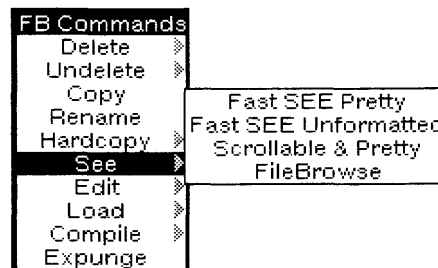 FB Commands
Delete
Undelete
Copy
Rename
Hardcopy
See
Edit
Load
Compile
Expunge
Fast SEE Pretty
Fast SEE Unformatted
Scrollable & Pretty
FileBrowse